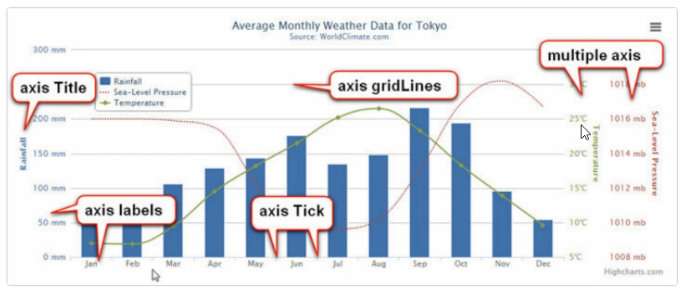 Average Monthly Weather Data for Tokyo
Source: WorldClimate.com
300 mm
multiple axis
axis Title
Rainfall
Sea-Level Pressure
Temperature
axis gridLines
1018 mb
200 mm
25°C
1016 mb
150 mm
20°C
1014 mb
Rainfall
Temperature
Sea-Level Pressure
100 mm
15°C
1012 mb
axis labels
axis Tick
50 mm
10°C
1010 mb
0 mm
5°C
1008 mb
Jan Feb Mar Apr May Jun Jul Aug Sep Oct Nov Dec
Highcharts.com